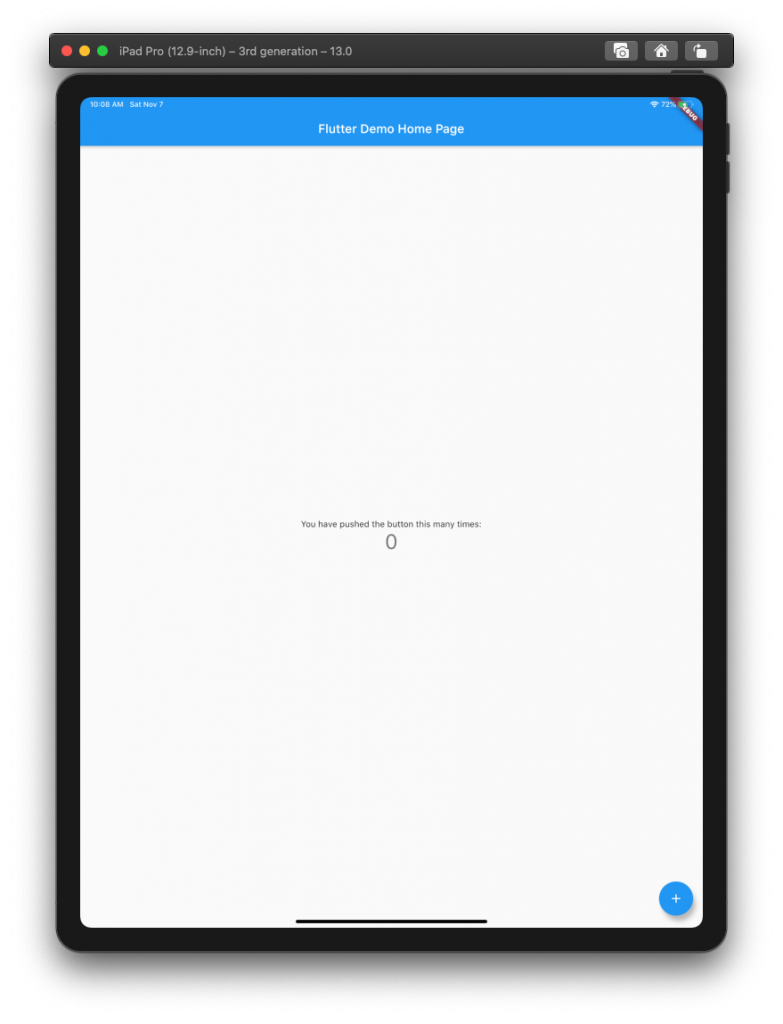 iPad Pro (12.9-inch) – 3rd generation – 13.0
10:08 AM Sat Nov 7
72%
DEBUG
Flutter Demo Home Page
You have pushed the button this many times:
0
+